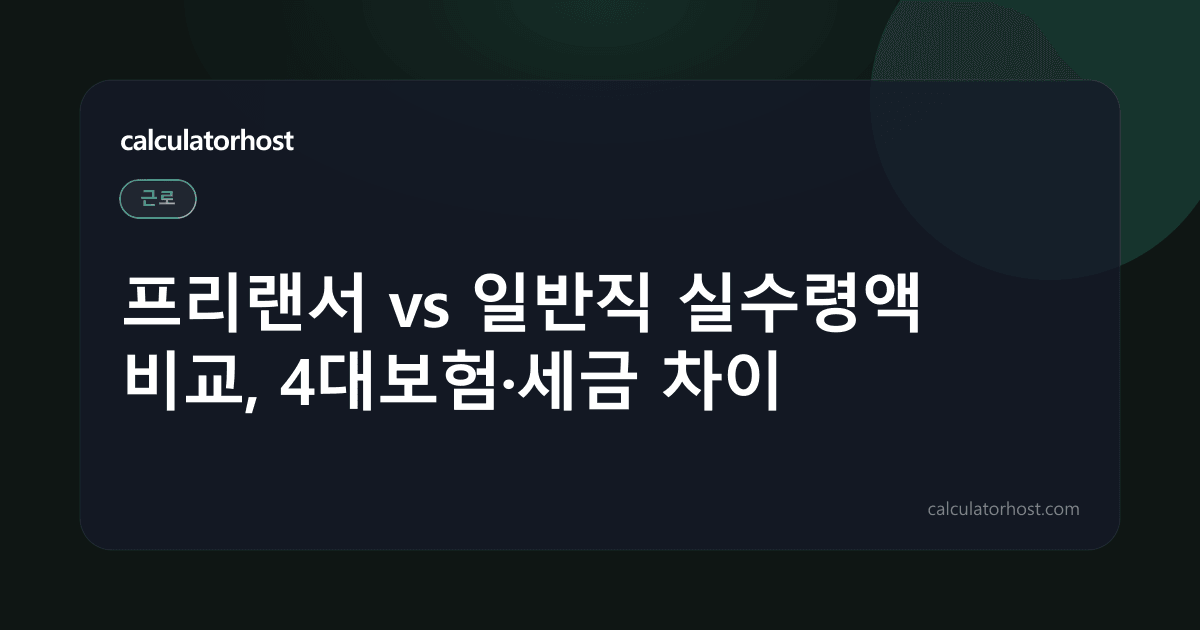 calculatorhost
근로
프리랜서 vs 일반직 실수령액
비교, 4대보험·세금 차이
calculatorhost.com